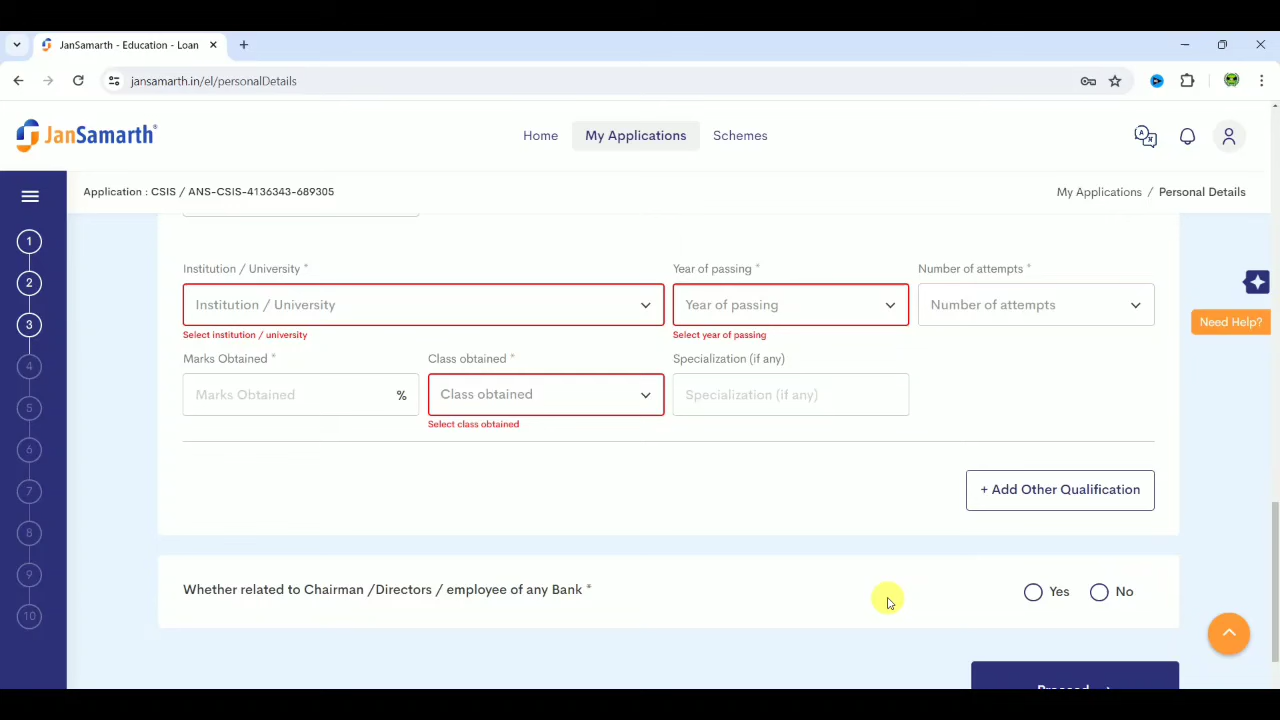 JanSamarth - Education - Loan
jansamarth.in/el/personalDetails
JanSamarth®
Home
My Applications
Schemes
Application : CSIS / ANS-CSIS-4136343-689305
My Applications / Personal Details
1
2
3
4
5
6
7
8
9
10
Institution / University *
Year of passing *
Number of attempts *
Institution / University
Year of passing
Number of attempts
Select institution / university
Select year of passing
Need Help?
Marks Obtained *
Class obtained *
Specialization (if any)
Marks Obtained %
Class obtained
Specialization (if any)
Select class obtained
+ Add Other Qualification
Whether related to Chairman /Directors / employee of any Bank *
Yes
No
Proceed